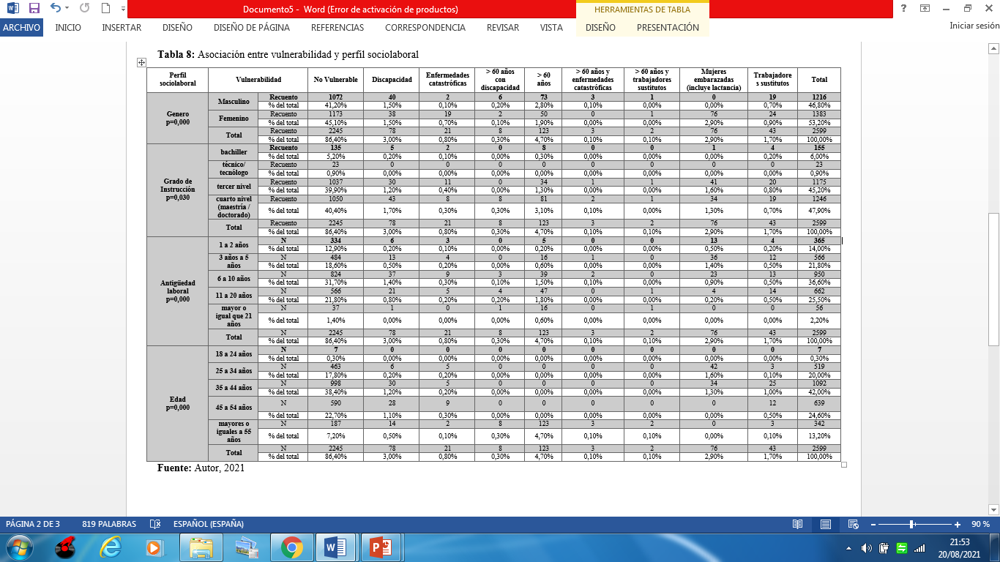 Documento5 - Word (Error de activación de productos)
HERRAMIENTAS DE TABLA
?
ARCHIVO INICIO INSERTAR DISEÑO DISEÑO DE PÁGINA REFERENCIAS CORRESPONDENCIA REVISAR VISTA DISEÑO PRESENTACIÓN
Iniciar sesión
Tabla 8: Asociación entre vulnerabilidad y perfil sociolaboral
Perfil sociolaboral Vulnerabilidad No Vulnerable Discapacidad Enfermedades catastróficas > 60 años con discapacidad > 60 años > 60 años y enfermedades catastróficas > 60 años y trabajadores sustitutos Mujeres embarazadas (incluye lactancia) Trabajadores sustitutos Total
Genero p=0,000
Masculino Recuento 1072 40 2 6 73 3 1 0 19 1216
% del total 41,20% 1,50% 0,10% 0,20% 2,80% 0,10% 0,00% 0,00% 0,70% 46,80%
Femenino Recuento 1173 38 19 2 50 0 1 76 24 1383
% del total 45,10% 1,50% 0,70% 0,10% 1,90% 0,00% 0,00% 2,90% 0,90% 53,20%
Total Recuento 2245 78 21 8 123 3 2 76 43 2599
% del total 86,40% 3,00% 0,80% 0,30% 4,70% 0,10% 0,10% 2,90% 1,70% 100,00%
Grado de Instrucción p=0,030
bachiller Recuento 135 5 2 0 8 0 0 1 4 155
% del total 5,20% 0,20% 0,10% 0,00% 0,30% 0,00% 0,00% 0,00% 0,20% 6,00%
técnico/ tecnólogo Recuento 23 0 0 0 0 0 0 0 0 23
% del total 0,90% 0,00% 0,00% 0,00% 0,00% 0,00% 0,00% 0,00% 0,00% 0,90%
tercer nivel Recuento 1037 30 11 0 34 1 1 41 20 1175
% del total 39,90% 1,20% 0,40% 0,00% 1,30% 0,00% 0,00% 1,60% 0,80% 45,20%
cuarto nivel (maestría / doctorado) Recuento 1050 43 8 8 81 2 1 34 19 1246
% del total 40,40% 1,70% 0,30% 0,30% 3,10% 0,10% 0,00% 1,30% 0,70% 47,90%
Total Recuento 2245 78 21 8 123 3 2 76 43 2599
% del total 86,40% 3,00% 0,80% 0,30% 4,70% 0,10% 0,10% 2,90% 1,70% 100,00%
Antigüedad laboral p=0,000
1 a 2 años N 334 6 3 0 5 0 0 13 4 365
% del total 12,90% 0,20% 0,10% 0,00% 0,20% 0,00% 0,00% 0,50% 0,20% 14,00%
3 años a 5 años N 484 13 4 0 16 1 0 36 12 566
% del total 18,60% 0,50% 0,20% 0,00% 0,60% 0,00% 0,00% 1,40% 0,50% 21,80%
6 a 10 años N 824 37 9 3 39 2 0 23 13 950
% del total 31,70% 1,40% 0,30% 0,10% 1,50% 0,10% 0,00% 0,90% 0,50% 36,60%
11 a 20 años N 566 21 5 4 47 0 1 4 14 662
% del total 21,80% 0,80% 0,20% 0,20% 1,80% 0,00% 0,00% 0,20% 0,50% 25,50%
mayor o igual que 21 años N 37 1 0 1 16 0 1 0 0 56
% del total 1,40% 0,00% 0,00% 0,00% 0,60% 0,00% 0,00% 0,00% 0,00% 2,20%
Total N 2245 78 21 8 123 3 2 76 43 2599
% del total 86,40% 3,00% 0,80% 0,30% 4,70% 0,10% 0,10% 2,90% 1,70% 100,00%
Edad p=0,000
18 a 24 años N 7 0 0 0 0 0 0 0 0 7
% del total 0,30% 0,00% 0,00% 0,00% 0,00% 0,00% 0,00% 0,00% 0,00% 0,30%
25 a 34 años N 463 6 5 0 0 0 0 42 3 519
% del total 17,80% 0,20% 0,20% 0,00% 0,00% 0,00% 0,00% 1,60% 0,10% 20,00%
35 a 44 años N 998 30 5 0 0 0 0 34 25 1092
% del total 38,40% 1,20% 0,20% 0,00% 0,00% 0,00% 0,00% 1,30% 1,00% 42,00%
45 a 54 años N 590 28 9 0 0 0 0 0 12 639
% del total 22,70% 1,10% 0,30% 0,00% 0,00% 0,00% 0,00% 0,00% 0,50% 24,60%
mayores o iguales a 55 años N 187 14 2 8 123 3 2 0 3 342
% del total 7,20% 0,50% 0,10% 0,30% 4,70% 0,10% 0,10% 0,00% 0,10% 13,20%
Total N 2245 78 21 8 123 3 2 76 43 2599
% del total 86,40% 3,00% 0,80% 0,30% 4,70% 0,10% 0,10% 2,90% 1,70% 100,00%
Fuente: Autor, 2021
PÁGINA 2 DE 3 819 PALABRAS ESPAÑOL (ESPAÑA) 90 %
21:53
20/08/2021